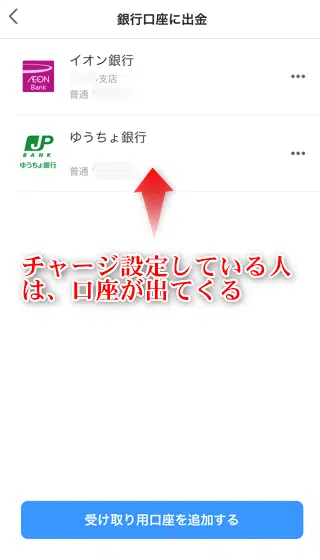 銀行口座に出金
イオン銀行
支店
ÆON
Bank
普通
ゆうちょ銀行
JP
BANK
ゆうちょ銀行
普通
チャージ設定している人
は、口座が出てくる
受け取り用口座を追加する